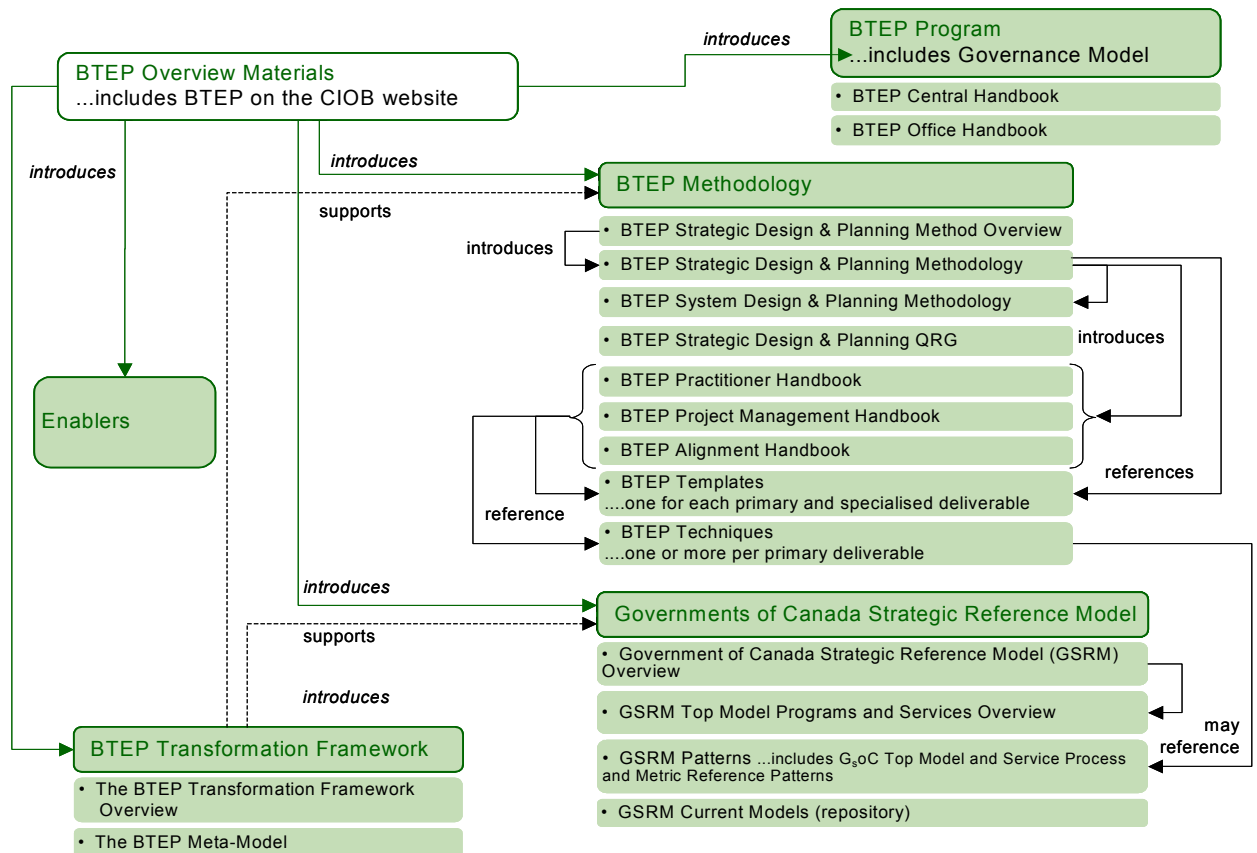 introduces
BTEP Program
...includes Governance Model
• BTEP Central Handbook
• BTEP Office Handbook
BTEP Overview Materials
...includes BTEP on the CIOB website
introduces
introduces
BTEP Methodology
supports
• BTEP Strategic Design & Planning Method Overview
introduces
• BTEP Strategic Design & Planning Methodology
• BTEP System Design & Planning Methodology
• BTEP Strategic Design & Planning QRG
introduces
• BTEP Practitioner Handbook
• BTEP Project Management Handbook
• BTEP Alignment Handbook
Enablers
references
• BTEP Templates
....one for each primary and specialised deliverable
reference
• BTEP Techniques
....one or more per primary deliverable
introduces
Governments of Canada Strategic Reference Model
supports
• Government of Canada Strategic Reference Model (GSRM)
Overview
introduces
• GSRM Top Model Programs and Services Overview
may
reference
• GSRM Patterns ...includes GsoC Top Model and Service Process
and Metric Reference Patterns
• GSRM Current Models (repository)
BTEP Transformation Framework
• The BTEP Transformation Framework
Overview
• The BTEP Meta-Model